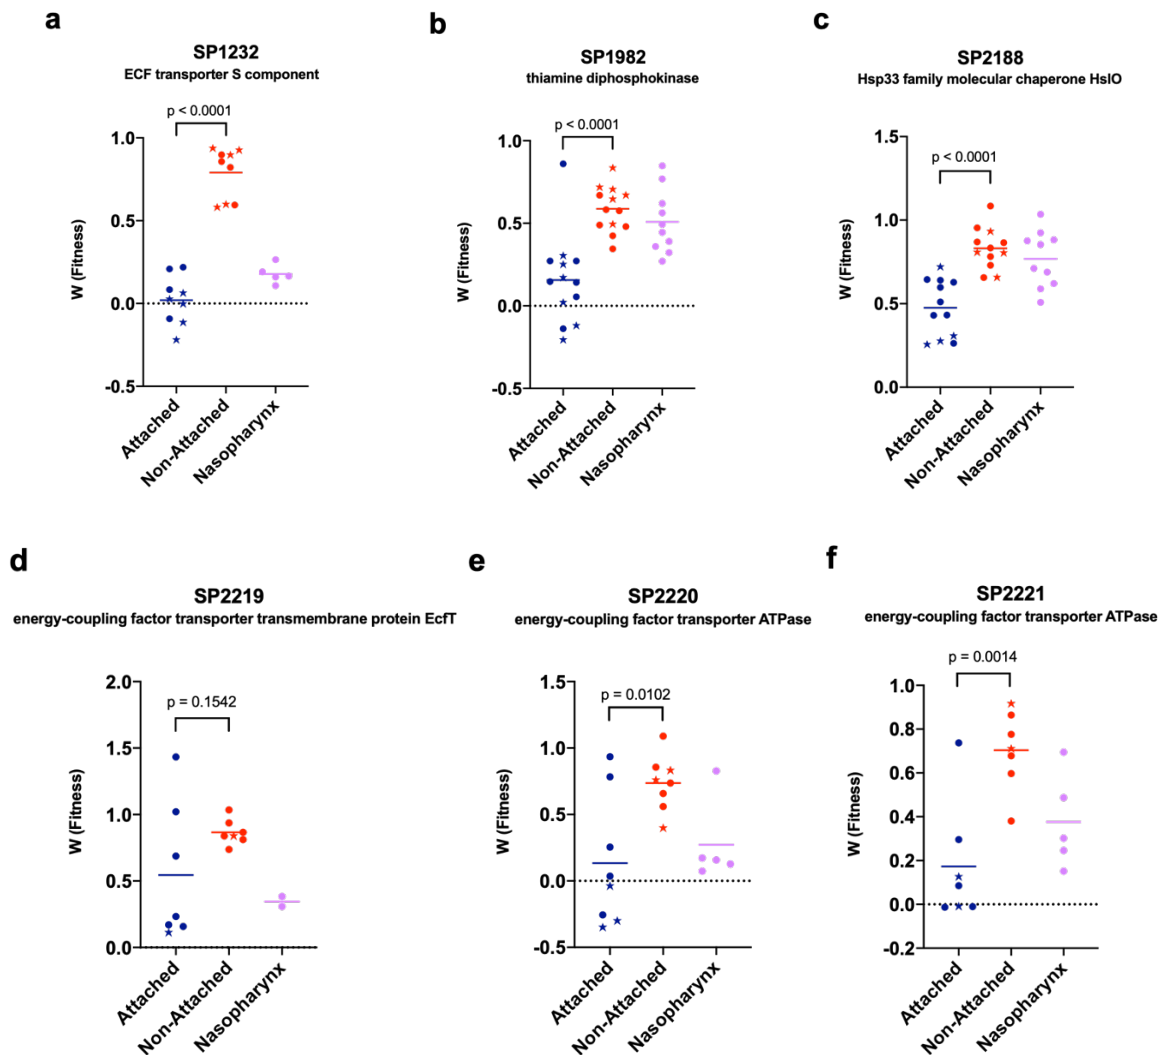 a
SP1232
ECF transporter S component
p < 0.0001
1.0
0.5
0.0
-0.5
W (Fitness)
Attached
Non-Attached
Nasopharynx
b
SP1982
thiamine diphosphokinase
p < 0.0001
1.0
0.5
0.0
-0.5
W (Fitness)
Attached
Non-Attached
Nasopharynx
c
SP2188
Hsp33 family molecular chaperone HslO
p < 0.0001
1.5
1.0
0.5
0.0
W (Fitness)
Attached
Non-Attached
Nasopharynx
d
SP2219
energy-coupling factor transporter transmembrane protein EcfT
p = 0.1542
2.0
1.5
1.0
0.5
0.0
W (Fitness)
Attached
Non-Attached
Nasopharynx
e
SP2220
energy-coupling factor transporter ATPase
p = 0.0102
1.5
1.0
0.5
0.0
-0.5
W (Fitness)
Attached
Non-Attached
Nasopharynx
f
SP2221
energy-coupling factor transporter ATPase
p = 0.0014
1.0
0.8
0.6
0.4
0.2
0.0
-0.2
W (Fitness)
Attached
Non-Attached
Nasopharynx